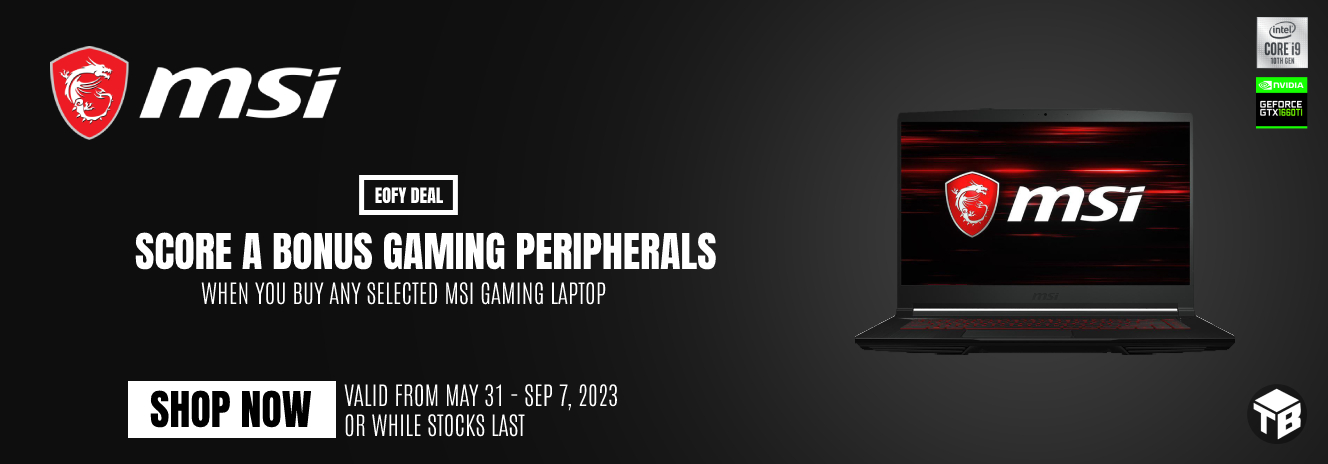 msi
EOFY DEAL
SCORE A BONUS GAMING PERIPHERALS
WHEN YOU BUY ANY SELECTED MSI GAMING LAPTOP
SHOP NOW
VALID FROM MAY 31 - SEP 7, 2023
OR WHILE STOCKS LAST
intel
CORE i9
10TH GEN
NVIDIA
GEFORCE
GTX1660TI
msi
msi
TB